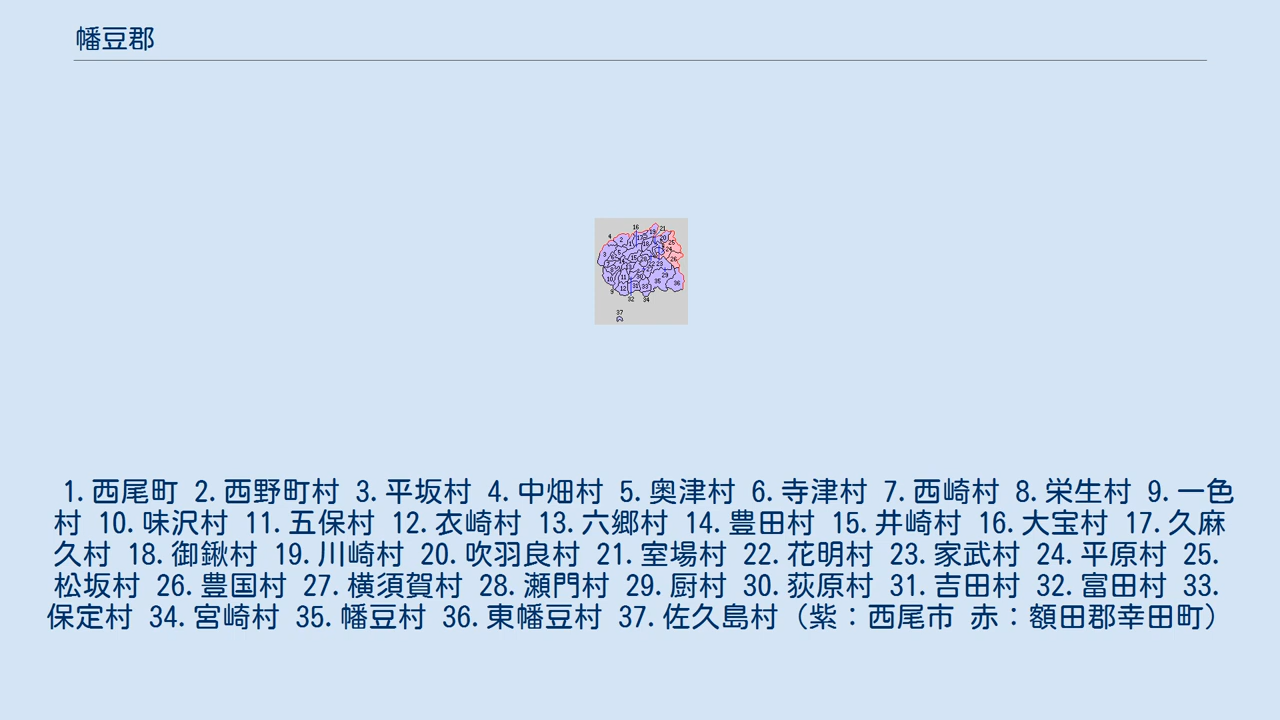 幡豆郡
1.西尾町 2.西野町村 3.平坂村 4.中畑村 5.奥津村 6.寺津村 7.西崎村 8.栄生村 9.一色
村 10.味沢村 11.五保村 12.衣崎村 13.六郷村 14.豊田村 15.井崎村 16.大宝村 17.久麻
久村 18.御鍬村 19.川崎村 20.吹羽良村 21.室場村 22.花明村 23.家武村 24.平原村 25.
松坂村 26.豊国村 27.横須賀村 28.瀬門村 29.厨村 30.荻原村 31.吉田村 32.富田村 33.
保定村 34.宮崎村 35.幡豆村 36.東幡豆村 37.佐久島村（紫：西尾市 赤：額田郡幸田町）